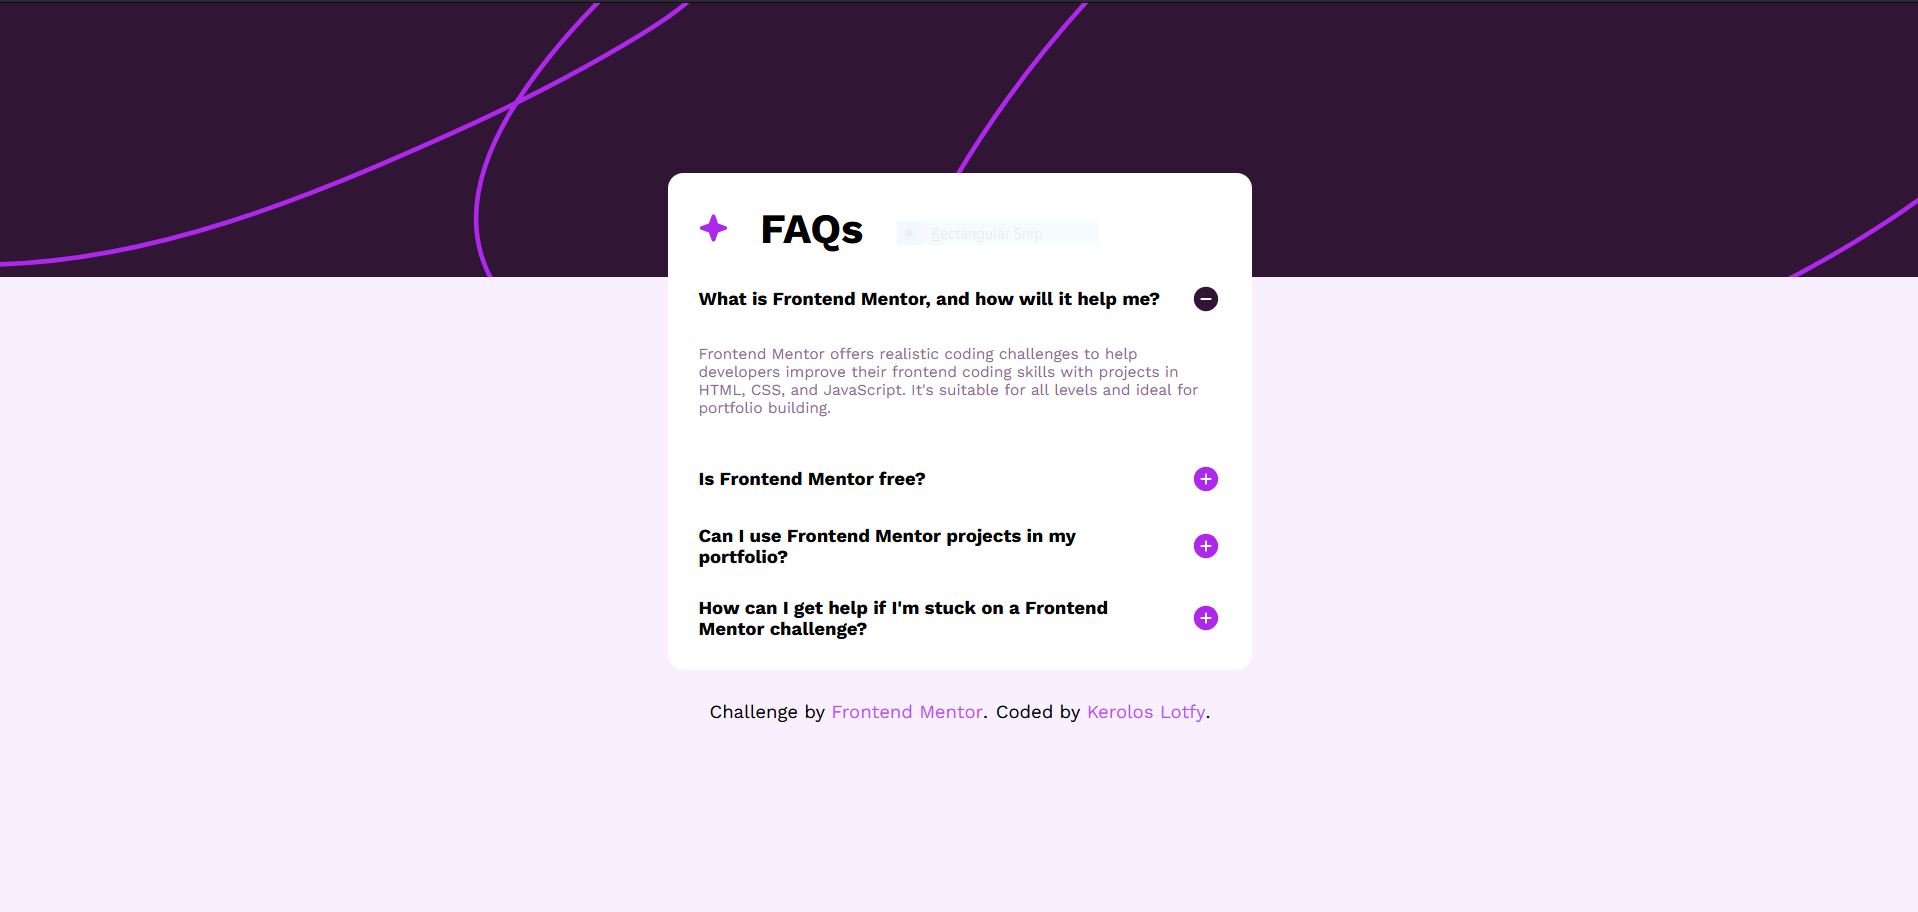 FAQs
Rectangular Snip
What is Frontend Mentor, and how will it help me?
Frontend Mentor offers realistic coding challenges to help
developers improve their frontend coding skills with projects in
HTML, CSS, and JavaScript. It's suitable for all levels and ideal for
portfolio building.
Is Frontend Mentor free?
Can I use Frontend Mentor projects in my
portfolio?
How can I get help if I'm stuck on a Frontend
Mentor challenge?
Challenge by Frontend Mentor. Coded by Kerolos Lotfy.